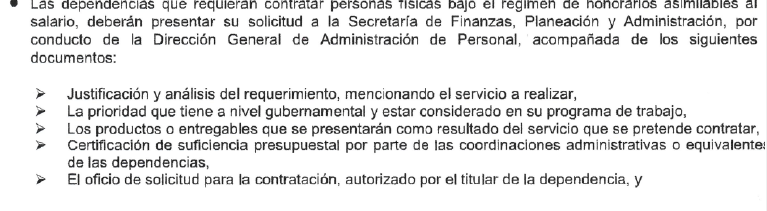 • Las dependencias que requieran contratar personas físicas bajo el régimen de honorarios asimilables al
salario, deberán presentar su solicitud a la Secretaría de Finanzas, Planeación y Administración, por
conducto de la Dirección General de Administración de Personal, acompañada de los siguientes
documentos:
➢ Justificación y análisis del requerimiento, mencionando el servicio a realizar,
➢ La prioridad que tiene a nivel gubernamental y estar considerado en su programa de trabajo,
➢ Los productos o entregables que se presentarán como resultado del servicio que se pretende contratar,
➢ Certificación de suficiencia presupuestal por parte de las coordinaciones administrativas o equivalentes
de las dependencias,
➢ El oficio de solicitud para la contratación, autorizado por el titular de la dependencia, y